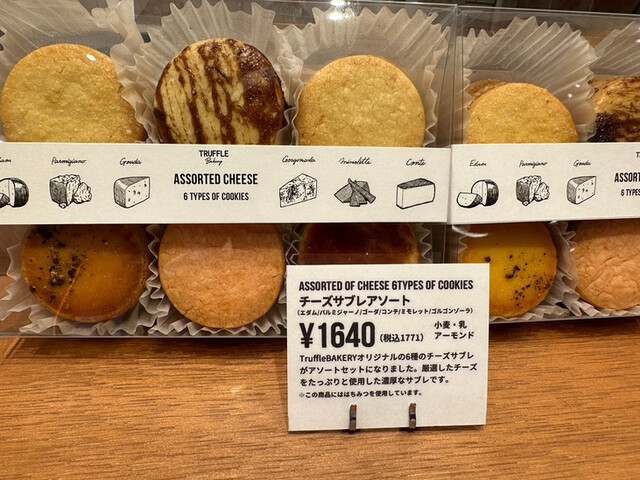 Edam Parmigiano Gouda
TRUFFLE
Bakery
ASSORTED CHEESE
6 TYPES OF COOKIES
Gorgonzola Mimolette Comte
Edam Parmigiano Gouda
ASSORTED OF CHEESE 6TYPES OF COOKIES
チーズサブレアソート
(エダム/パルミジャーノ/ゴーダ/コンテ/ミモレット/ゴルゴンゾーラ)
¥1640(税込1771)
小麦・乳
アーモンド
TruffleBAKERYオリジナルの6種のチーズサブレ
がアソートセットになりました。厳選したチーズ
をたっぷりと使用した濃厚なサブレです。
※この商品にははちみつを使用しています。